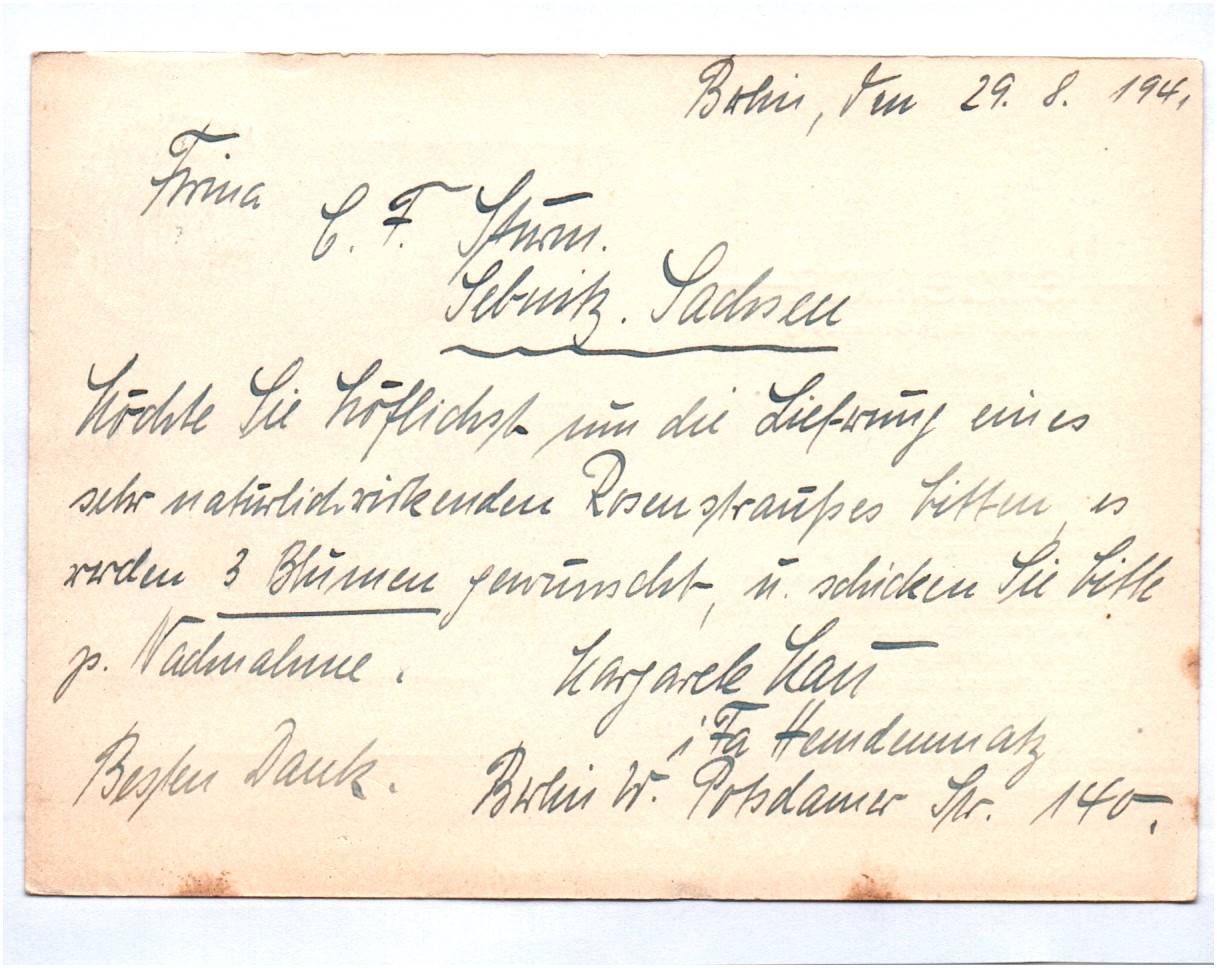 Berlin, den 29. 8. 1941
Firma
C. F. Sturm.
Sebnitz. Sachsen
Möchte Sie höflichst um die Lieferung eines
sehr natürlichwirkenden Rosenstraußes bitten, es
werden 3 Blumen gewünscht, u. schicken Sie bitte
p. Nachnahme.
Margarete
i Fa Hemdenmatz
Besten Dank.
Berlin W. Potsdamer Str. 140.